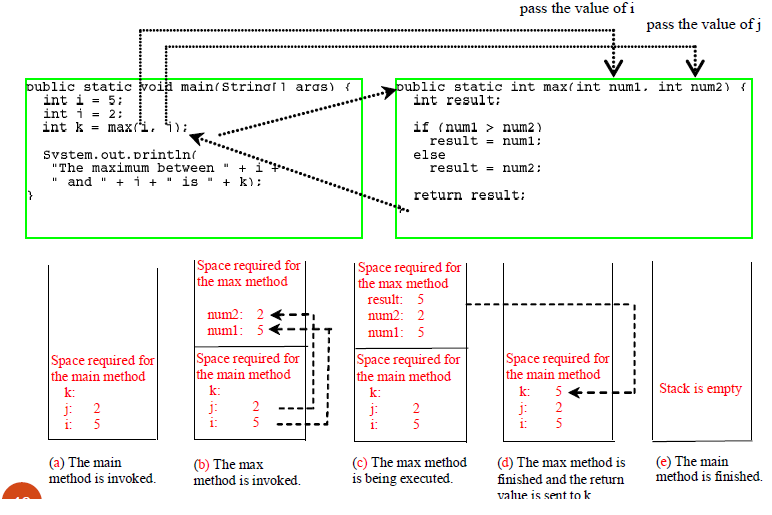 pass the value of i
pass the value of j
public static void main(String[] args) {
int i = 5;
int j = 2;
int k = max(i, j);
System.out.println(
"The maximum between " + i +
" and " + j + " is " + k);
}
public static int max(int num1, int num2) {
int result;
if (num1 > num2)
result = num1;
else
result = num2;
return result;
}
Space required for
the main method
k:
j: 2
i: 5
(a) The main
method is invoked.
Space required for
the max method
num2: 2
num1: 5
Space required for
the main method
k:
j: 2
i: 5
(b) The max
method is invoked.
Space required for
the max method
result: 5
num2: 2
num1: 5
Space required for
the main method
k:
j: 2
i: 5
(c) The max method
is being executed.
Space required for
the main method
k: 5
j: 2
i: 5
(d) The max method is
finished and the return
value is sent to k
Stack is empty
(e) The main
method is finished.